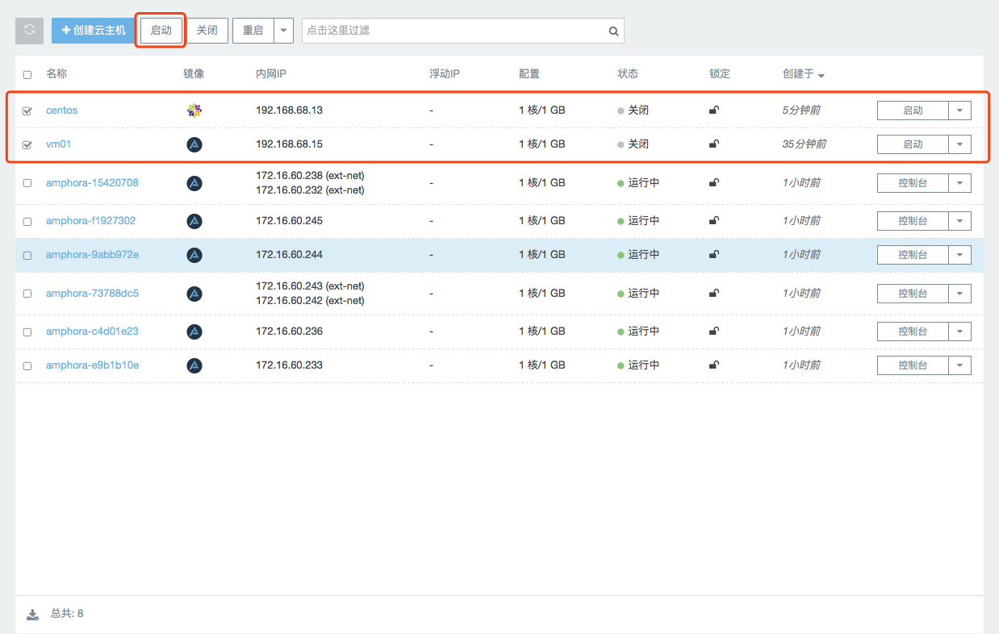 创建云主机 启动 关闭 重启 点击这里过滤
名称 镜像 内网IP 浮动IP 配置 状态 锁定 创建于
centos 192.168.68.13 - 1 核/1 GB 关闭 5分钟前 启动
vm01 192.168.68.15 - 1 核/1 GB 关闭 35分钟前 启动
amphora-15420708 172.16.60.238 (ext-net) - 1 核/1 GB 运行中 1小时前 控制台
172.16.60.232 (ext-net)
amphora-f1927302 172.16.60.245 - 1 核/1 GB 运行中 1小时前 控制台
amphora-9abb972e 172.16.60.244 - 1 核/1 GB 运行中 1小时前 控制台
amphora-73788dc5 172.16.60.243 (ext-net) - 1 核/1 GB 运行中 1小时前 控制台
172.16.60.242 (ext-net)
amphora-c4d01e23 172.16.60.236 - 1 核/1 GB 运行中 1小时前 控制台
amphora-e9b1b10e 172.16.60.233 - 1 核/1 GB 运行中 1小时前 控制台
总共: 8